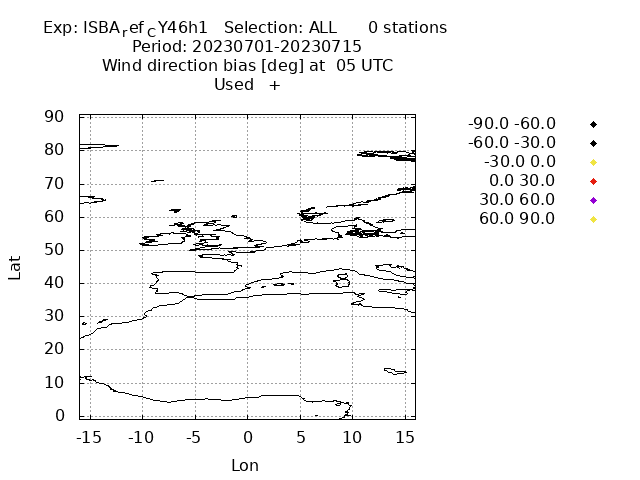 Exp: ISBArefCY46h1   Selection: ALL      0 stations
Period: 20230701-20230715
Wind direction bias [deg] at  05 UTC
Used   +
-90.0 -60.0
-60.0 -30.0
-30.0 0.0
0.0 30.0
30.0 60.0
60.0 90.0
90
80
70
60
50
40
30
20
10
0
Lat
-15 -10 -5 0 5 10 15
Lon